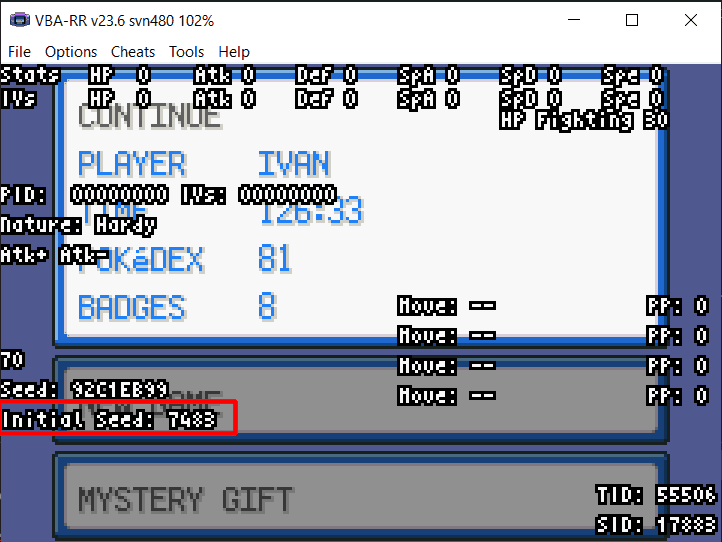 VBA-RR v23.6 svn480 102%
File Options Cheats Tools Help
Stats HP 0 Atk 0 Def 0 SpA 0 SpD 0 Spe 0
IVs HP 0 Atk 0 Def 0 SpA 0 SpD 0 Spe 0
CONTINUE
HP Fighting 30
PLAYER IVAN
PID: 00000000 IVs: 00000000
TIME 126:33
Nature: Hardy
Atk+ Atk-
POKéDEX 81
BADGES 8
Move: -- PP: 0
Move: -- PP: 0
70
Move: -- PP: 0
Seed: 92C1EB93
NEW GAME
Move: -- PP: 0
Initial Seed: 7483
MYSTERY GIFT
TID: 55506
SID: 17883